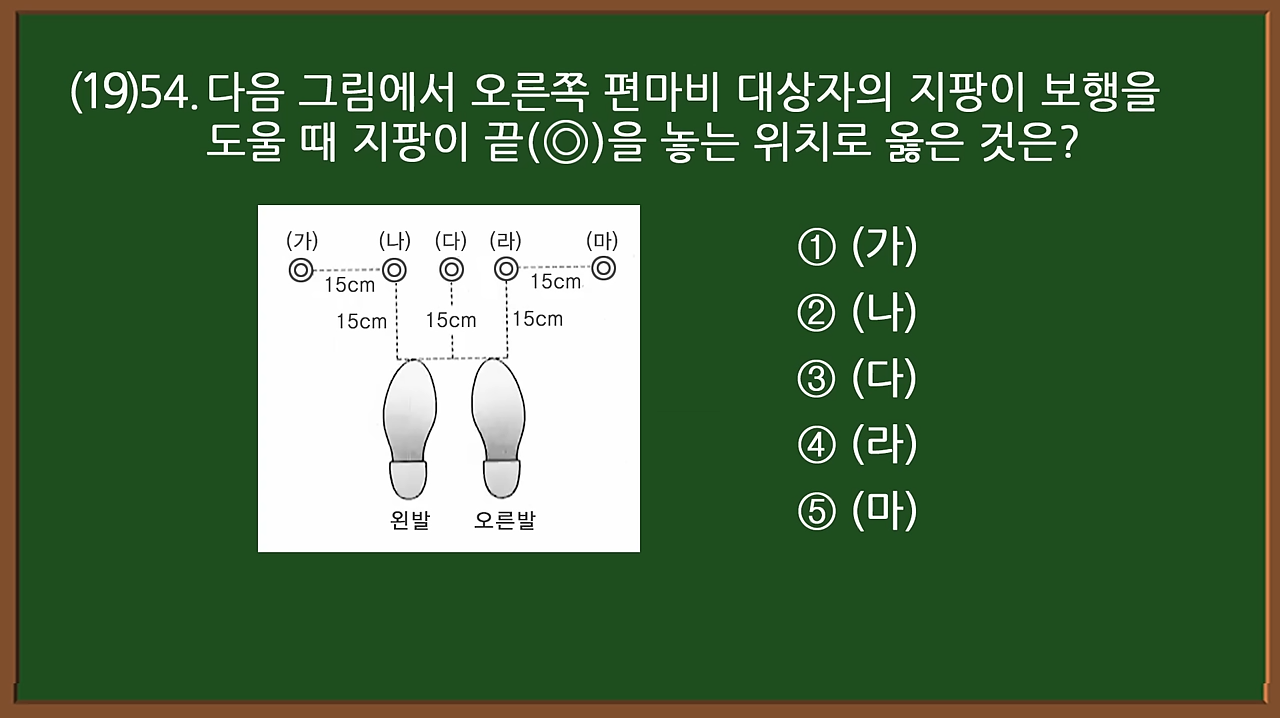 (19)54. 다음 그림에서 오른쪽 편마비 대상자의 지팡이 보행을
도울 때 지팡이 끝(◎)을 놓는 위치로 옳은 것은?
(가) (나) (다) (라) (마)
15cm 15cm
15cm 15cm 15cm
왼발 오른발
① (가)
② (나)
③ (다)
④ (라)
⑤ (마)